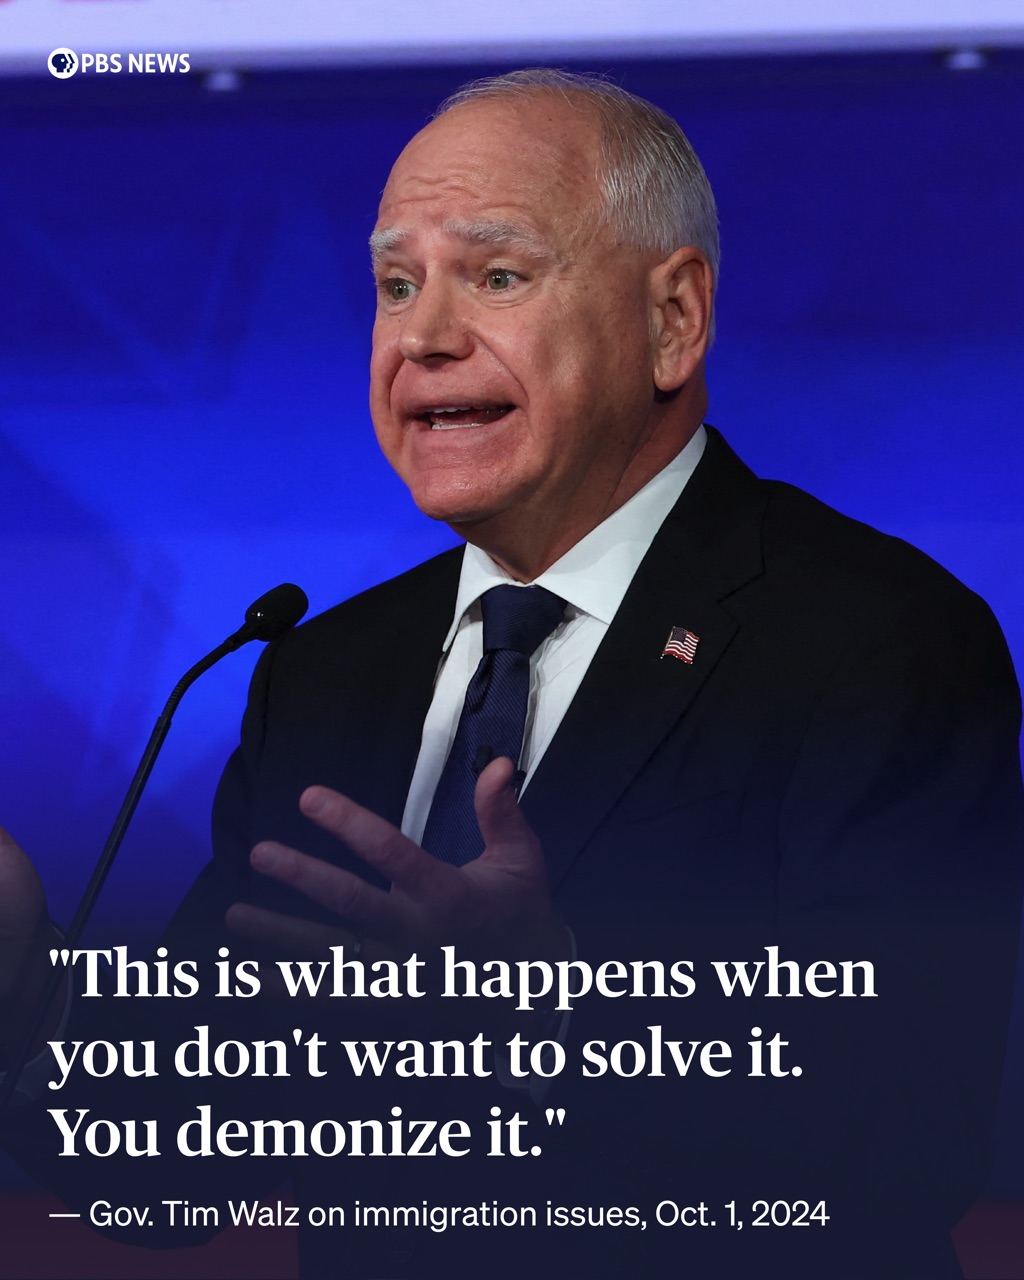 PBS NEWS
"This is what happens when
you don't want to solve it.
You demonize it."
— Gov. Tim Walz on immigration issues, Oct. 1, 2024